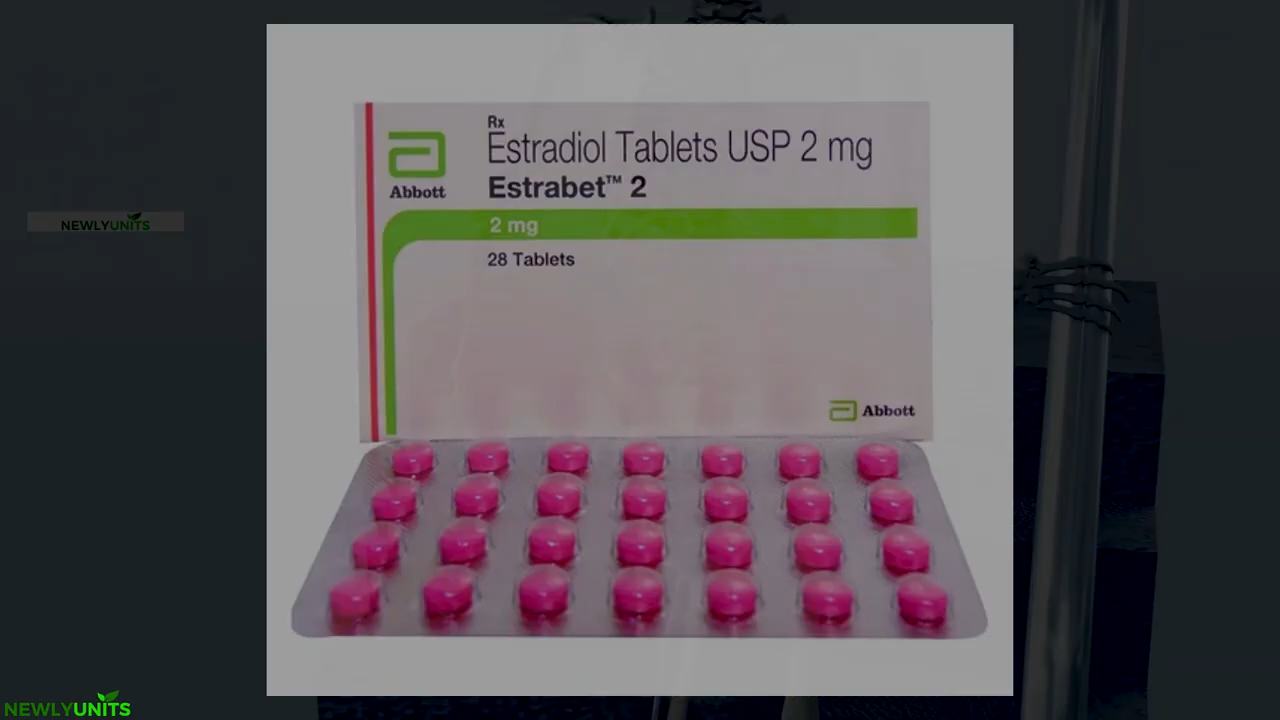 Rx
Estradiol Tablets USP 2 mg
Abbott
Estrabet™ 2
2 mg
28 Tablets
NEWLYUNITS
Abbott
NEWLYUNITS